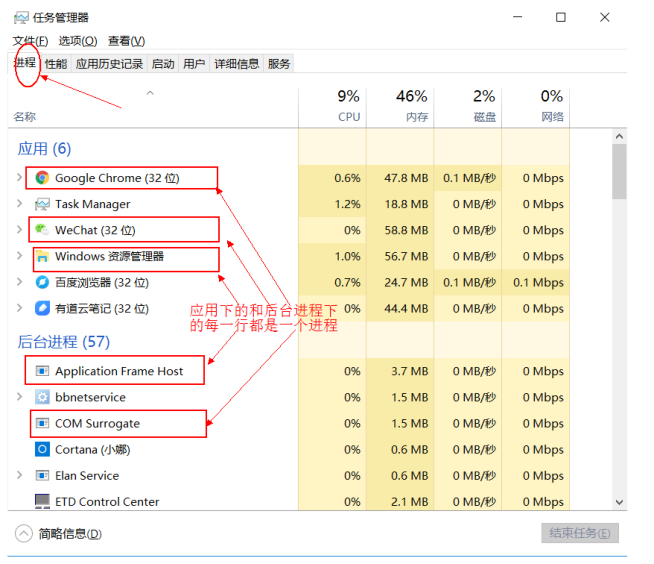 任务管理器
文件(F) 选项(O) 查看(V)
进程 性能 应用历史记录 启动 用户 详细信息 服务
9% 46% 2% 0%
名称 CPU 内存 磁盘 网络
应用 (6)
Google Chrome (32 位) 0.6% 47.8 MB 0.1 MB/秒 0 Mbps
Task Manager 1.2% 18.8 MB 0 MB/秒 0 Mbps
WeChat (32 位) 0% 58.8 MB 0 MB/秒 0 Mbps
Windows 资源管理器 1.0% 56.7 MB 0 MB/秒 0 Mbps
百度浏览器 (32 位) 0.7% 24.7 MB 0.1 MB/秒 0.1 Mbps
有道云笔记 (32 位) 0% 44.4 MB 0 MB/秒 0 Mbps
应用下的和后台进程下
的每一行都是一个进程
后台进程 (57)
Application Frame Host 0% 3.7 MB 0 MB/秒 0 Mbps
bbnetservice 0% 1.5 MB 0 MB/秒 0 Mbps
COM Surrogate 0% 1.5 MB 0 MB/秒 0 Mbps
Cortana (小娜) 0% 0.6 MB 0 MB/秒 0 Mbps
Elan Service 0% 0.6 MB 0 MB/秒 0 Mbps
ETD Control Center 0% 2.1 MB 0 MB/秒 0 Mbps
简略信息(D) 结束任务(E)